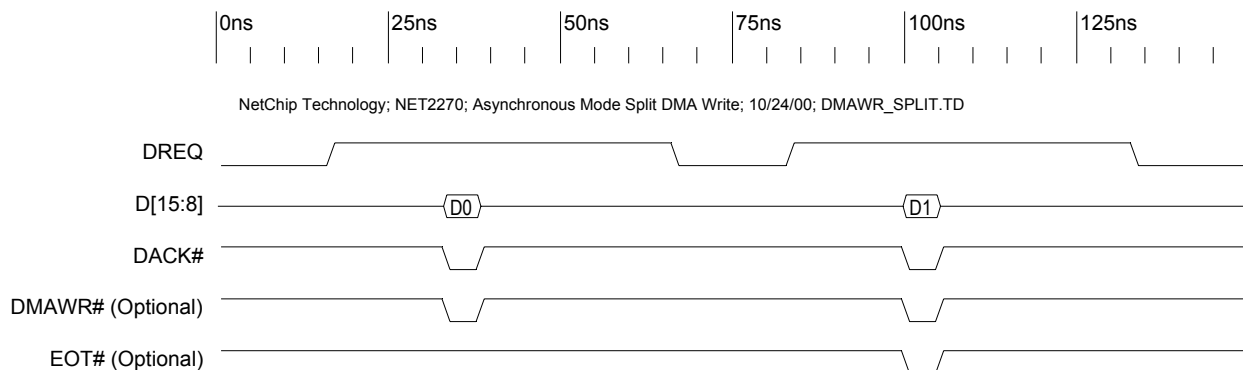 0ns 25ns 50ns 75ns 100ns 125ns
NetChip Technology; NET2270; Asynchronous Mode Split DMA Write; 10/24/00; DMAWR_SPLIT.TD
DREQ
D[15:8] D0 D1
DACK#
DMAWR# (Optional)
EOT# (Optional)